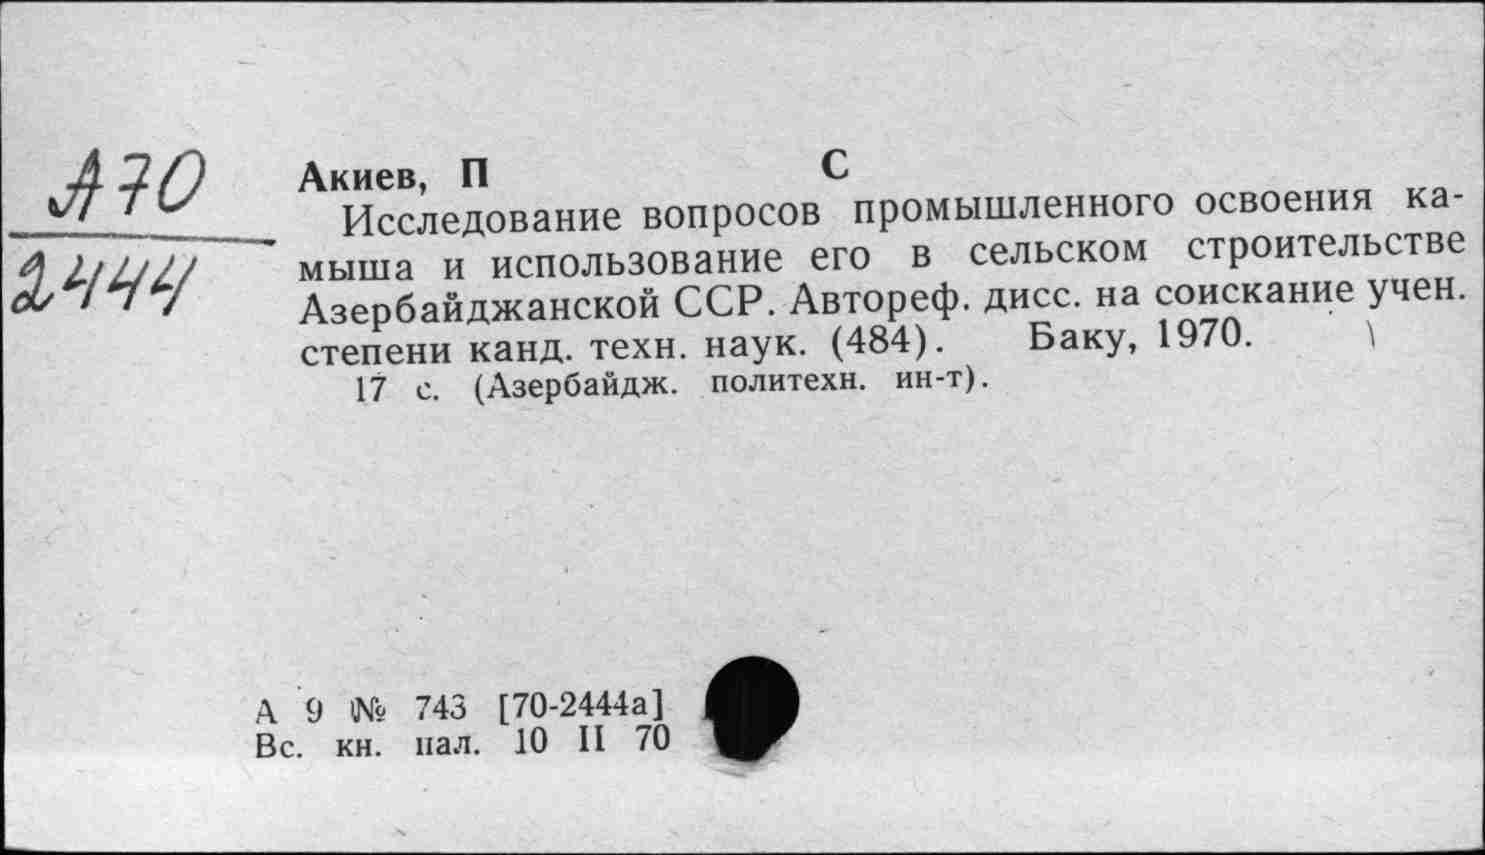 А70
2444
Акиев, П С
Исследование вопросов промышленного освоения ка-
мыша и использование его в сельском строительстве
Азербайджанской ССР. Автореф. дисс. на соискание учен.
степени канд. техн. наук. (484). Баку, 1970.
17 с. (Азербайдж. политехн. ин-т).
А 9 № 743 [70-2444а]
Вс. кн. пал. 10 II 70